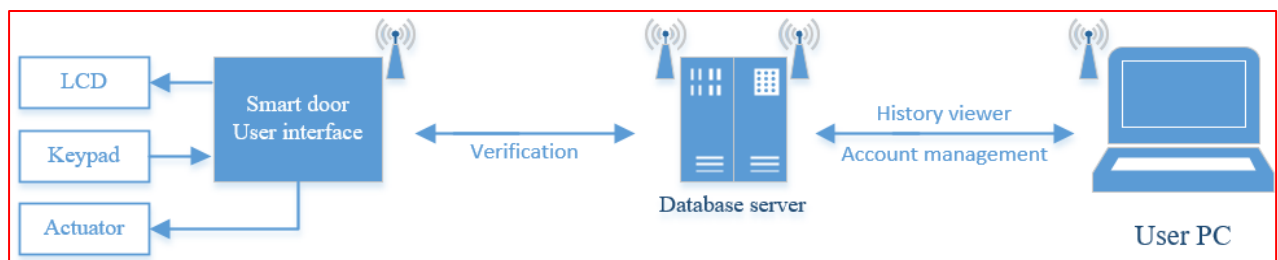 LCD
Keypad
Actuator
Smart door
User interface
Verification
Database server
History viewer
Account management
User PC